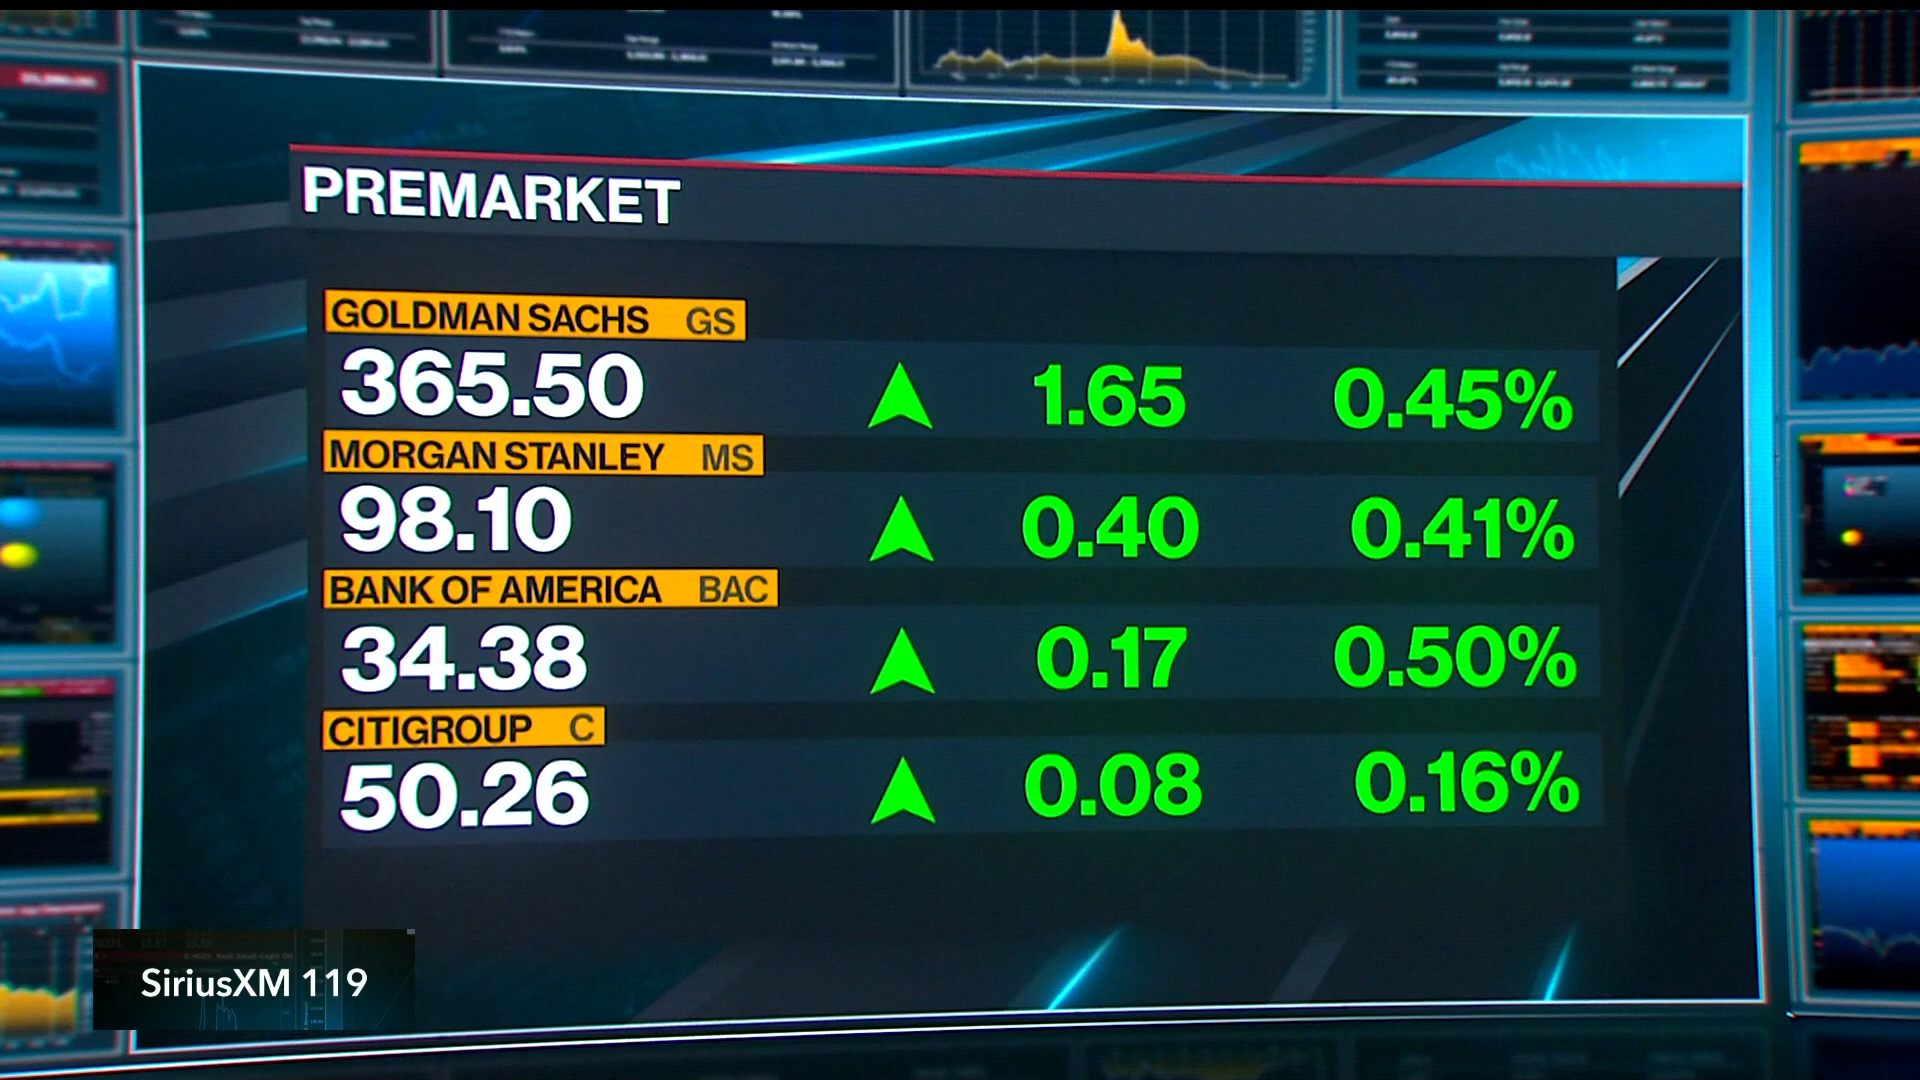 PREMARKET
GOLDMAN SACHS GS
365.50 1.65 0.45%
MORGAN STANLEY MS
98.10 0.40 0.41%
BANK OF AMERICA BAC
34.38 0.17 0.50%
CITIGROUP C
50.26 0.08 0.16%
SiriusXM 119